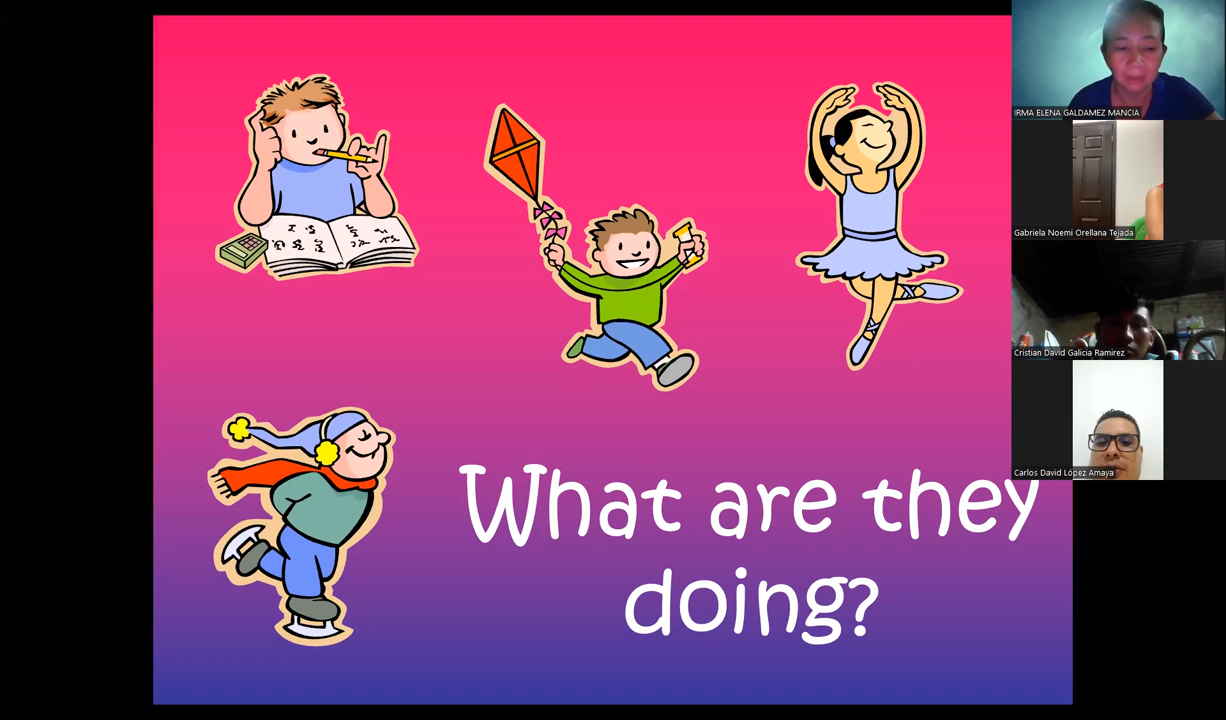 IRMA ELENA GALDAMEZ MANCIA
Gabriela Noemi Orellana Tejada
Cristian David Galicia Ramirez
Carlos David López Amaya
What are they
doing?